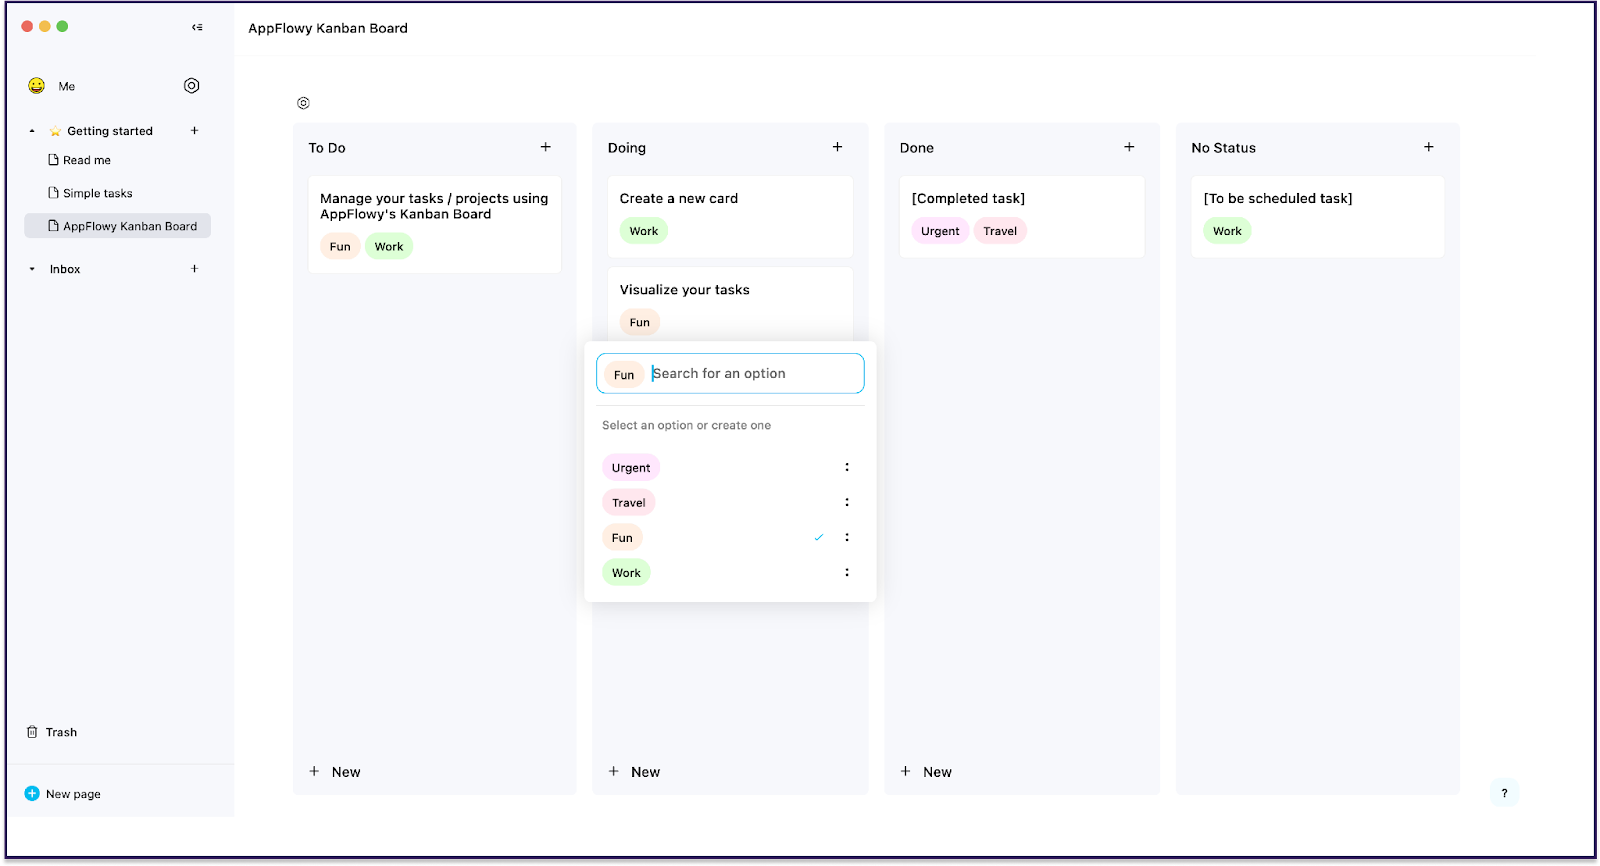 AppFlowy Kanban Board
Me
Getting started
Read me
Simple tasks
AppFlowy Kanban Board
Inbox
Trash
New page
To Do
Manage your tasks / projects using
AppFlowy's Kanban Board
Fun Work
New
Doing
Create a new card
Work
Visualize your tasks
Fun
Fun Search for an option
Select an option or create one
Urgent
Travel
Fun
Work
New
Done
[Completed task]
Urgent Travel
New
No Status
[To be scheduled task]
Work
?